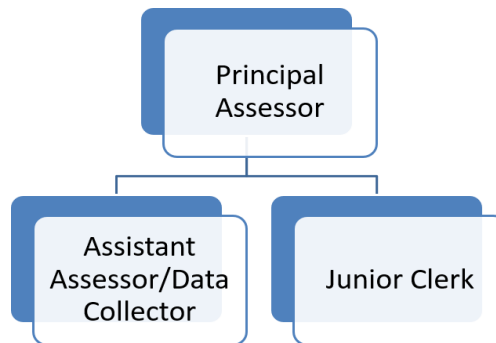 Principal
Assessor
Assistant
Assessor/Data
Collector
Junior Clerk